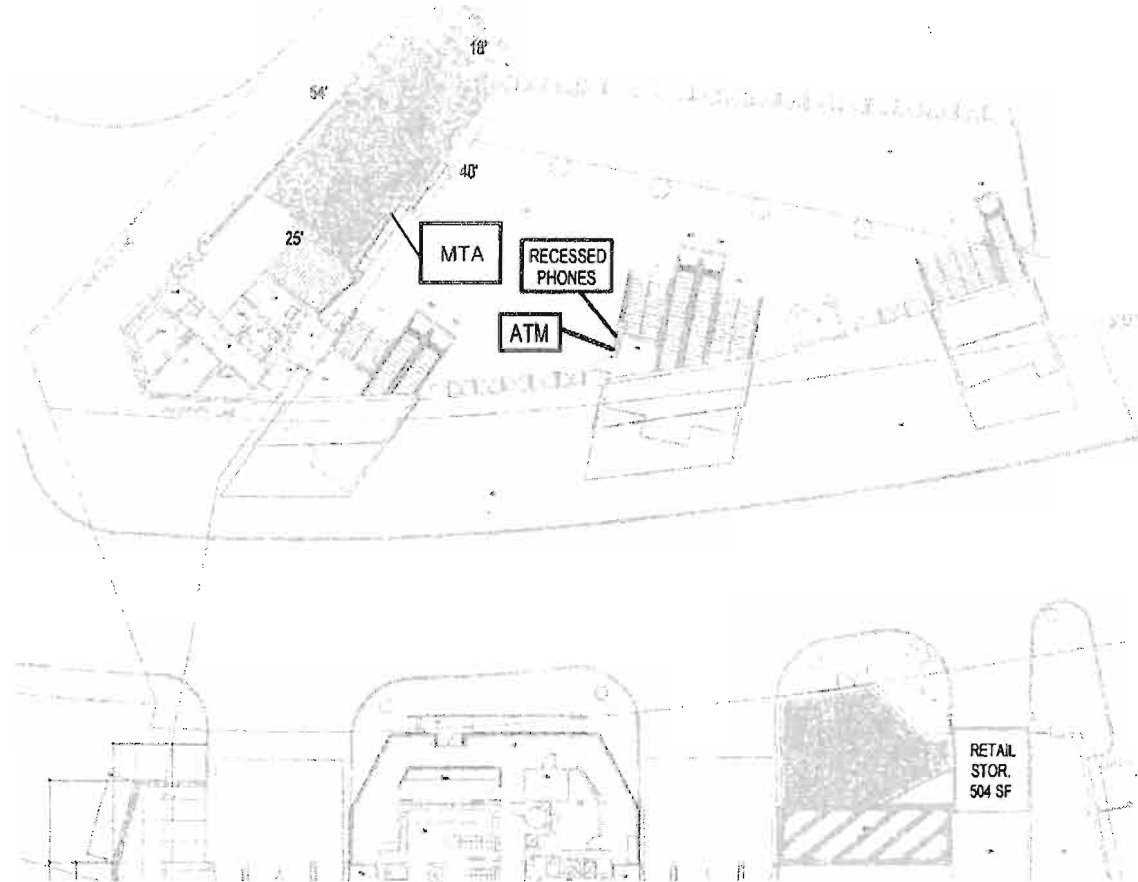 18'
54'
40'
25'
MTA
RECESSED
PHONES
ATM
RETAIL
STOR.
504 SF